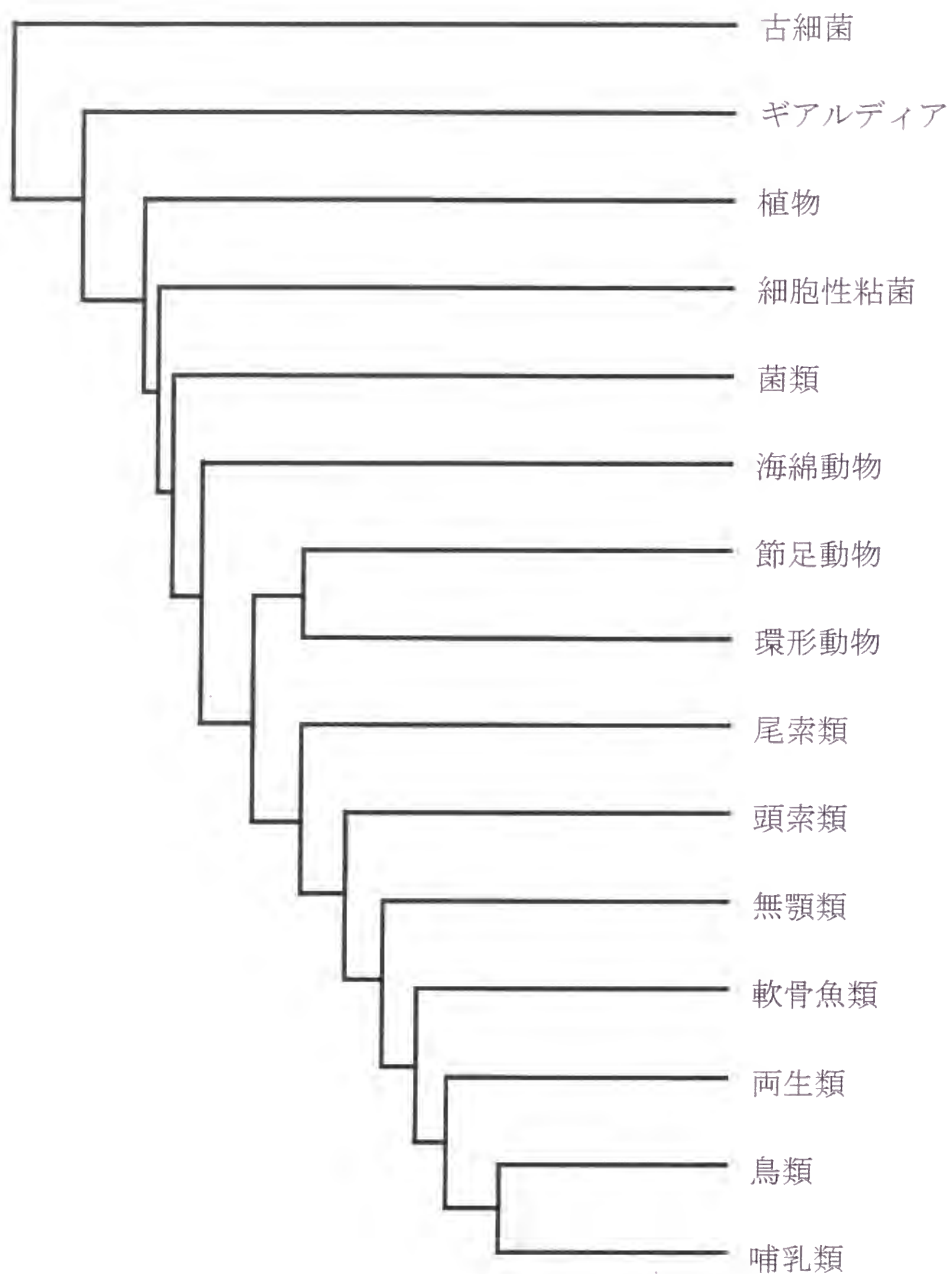 古細菌
ギアルディア
植物
細胞性粘菌
菌類
海綿動物
節足動物
環形動物
尾索類
頭索類
無顎類
軟骨魚類
両生類
鳥類
哺乳類